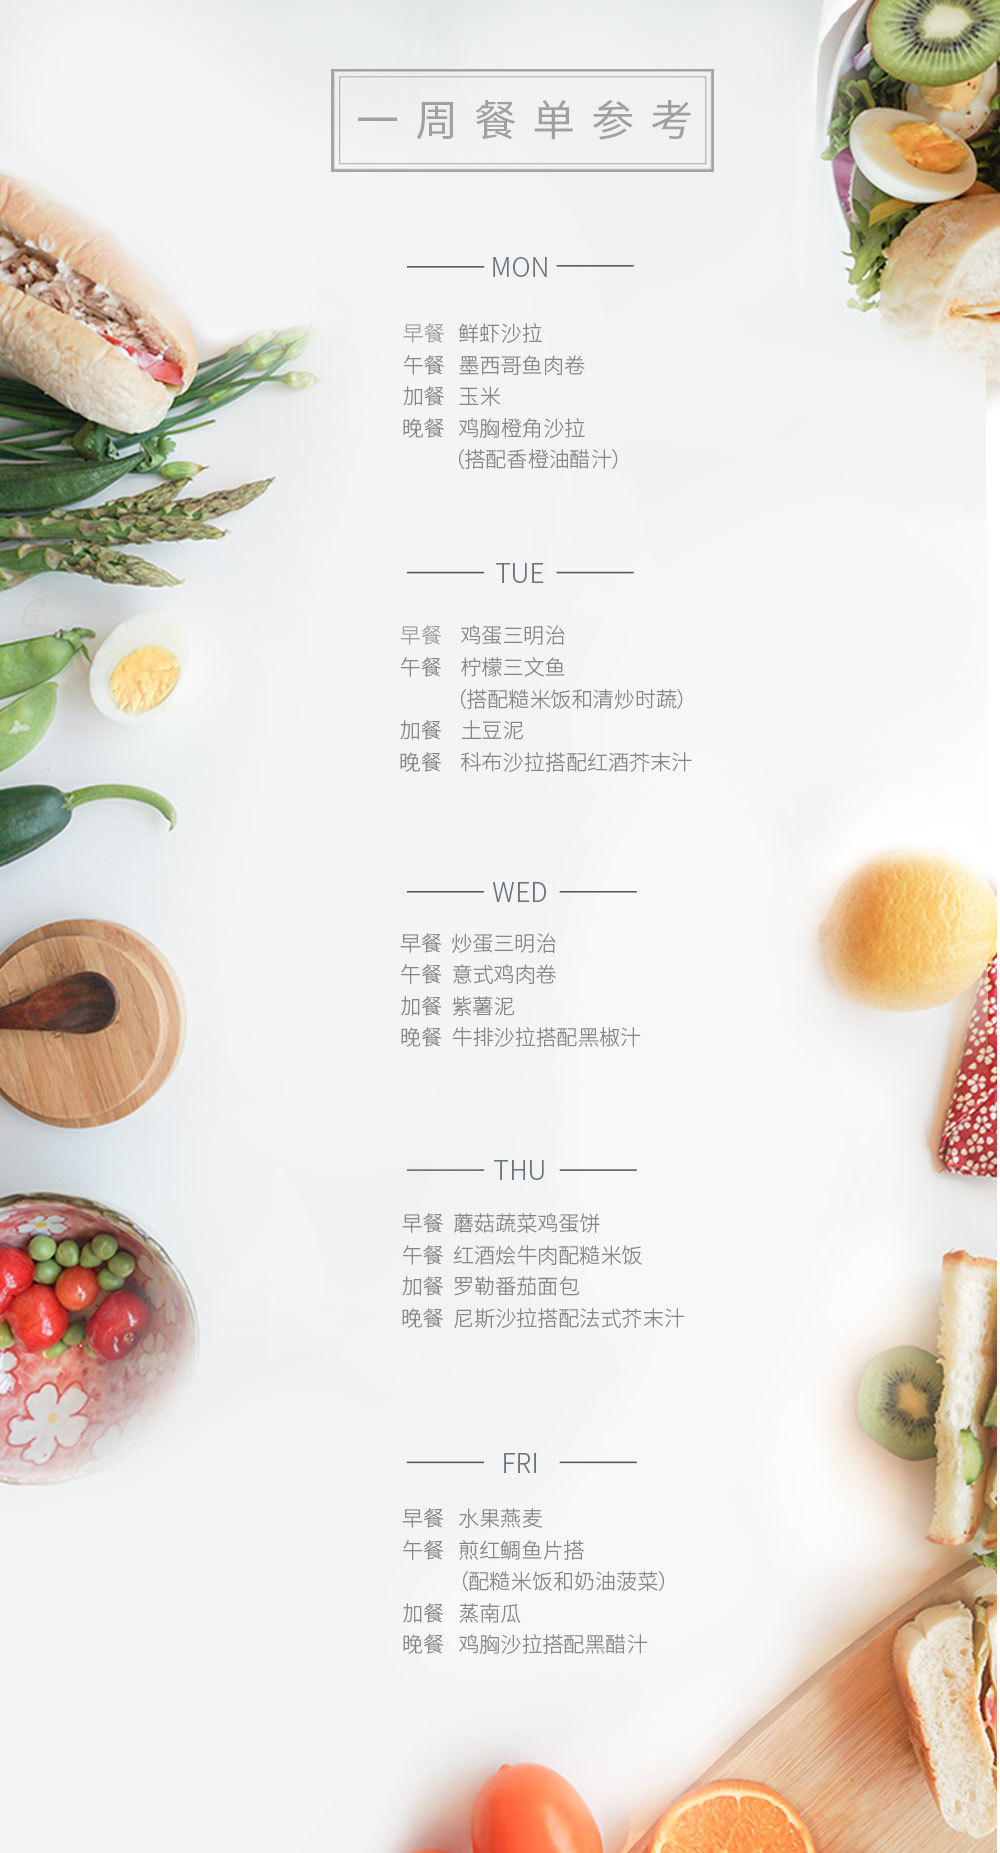 一周餐单参考
MON
早餐 鲜虾沙拉
午餐 墨西哥鱼肉卷
加餐 玉米
晚餐 鸡胸橙角沙拉
(搭配香橙油醋汁)
TUE
早餐 鸡蛋三明治
午餐 柠檬三文鱼
(搭配糙米饭和清炒时蔬)
加餐 土豆泥
晚餐 科布沙拉搭配红酒芥末汁
WED
早餐 炒蛋三明治
午餐 意式鸡肉卷
加餐 紫薯泥
晚餐 牛排沙拉搭配黑椒汁
THU
早餐 蘑菇蔬菜鸡蛋饼
午餐 红酒烩牛肉配糙米饭
加餐 罗勒番茄面包
晚餐 尼斯沙拉搭配法式芥末汁
FRI
早餐 水果燕麦
午餐 煎红鲷鱼片搭
(配糙米饭和奶油菠菜)
加餐 蒸南瓜
晚餐 鸡胸沙拉搭配黑醋汁